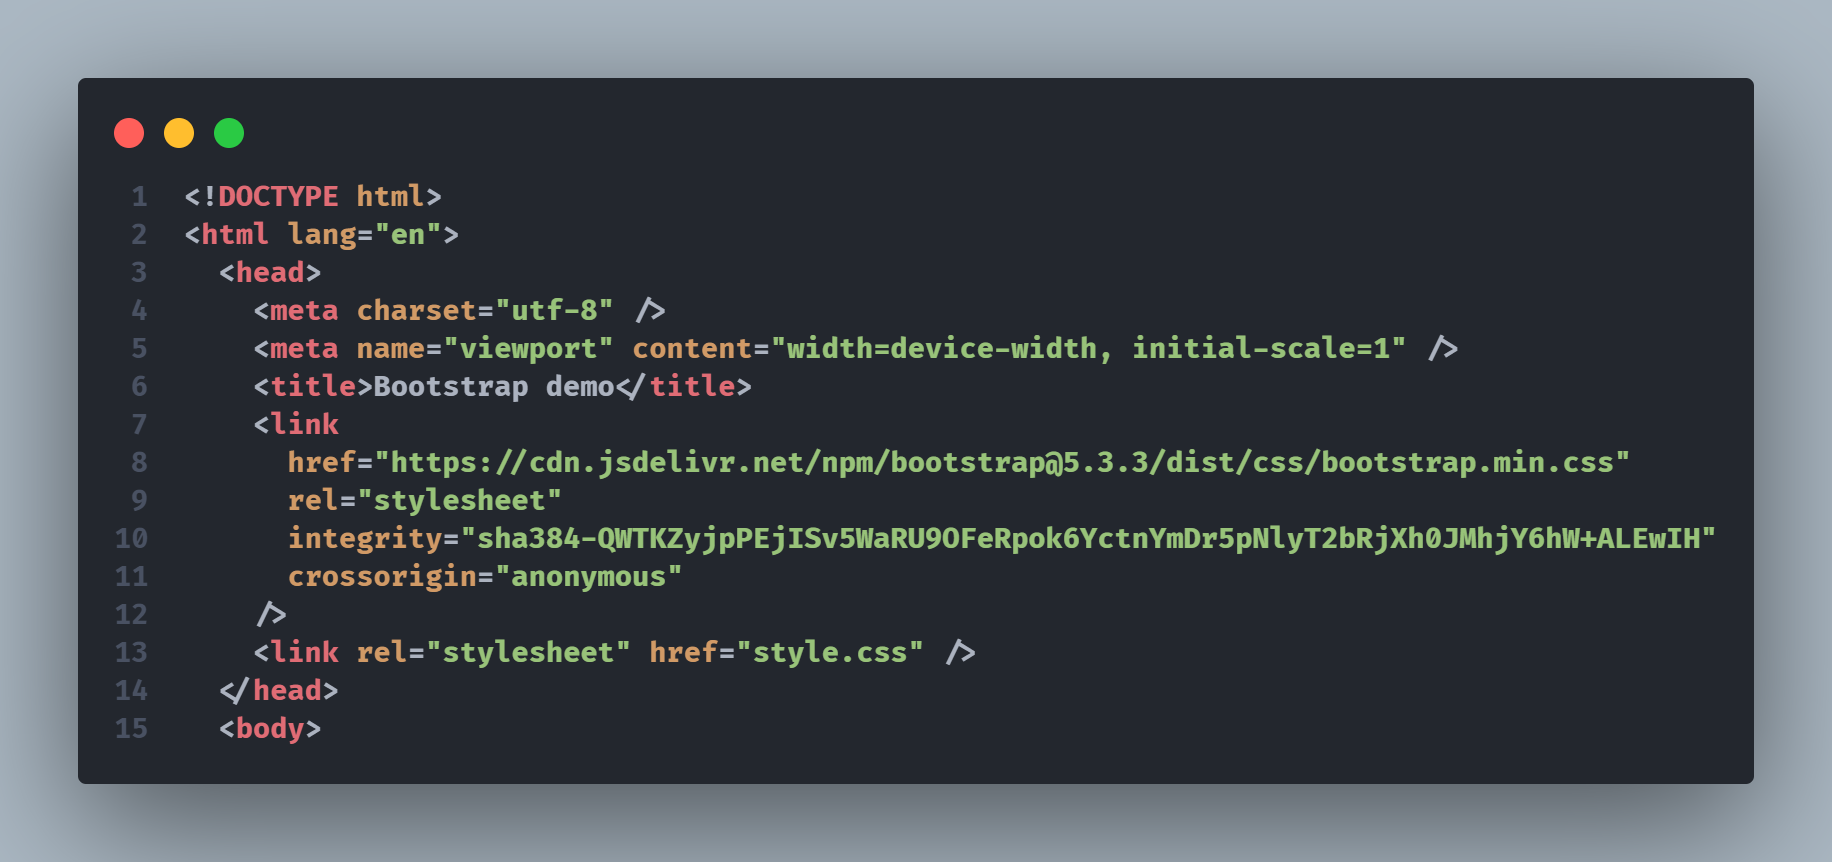 1 <!DOCTYPE html>
2 <html lang="en">
3   <head>
4     <meta charset="utf-8" />
5     <meta name="viewport" content="width=device-width, initial-scale=1" />
6     <title>Bootstrap demo</title>
7     <link
8       href="https://cdn.jsdelivr.net/npm/bootstrap@5.3.3/dist/css/bootstrap.min.css"
9       rel="stylesheet"
10       integrity="sha384-QWTKZyjpPEjISv5WaRU9OFeRpok6YctnYmDr5pNlyT2bRjXh0JMhjY6hW+ALEwIH"
11       crossorigin="anonymous"
12     />
13     <link rel="stylesheet" href="style.css" />
14   </head>
15   <body>